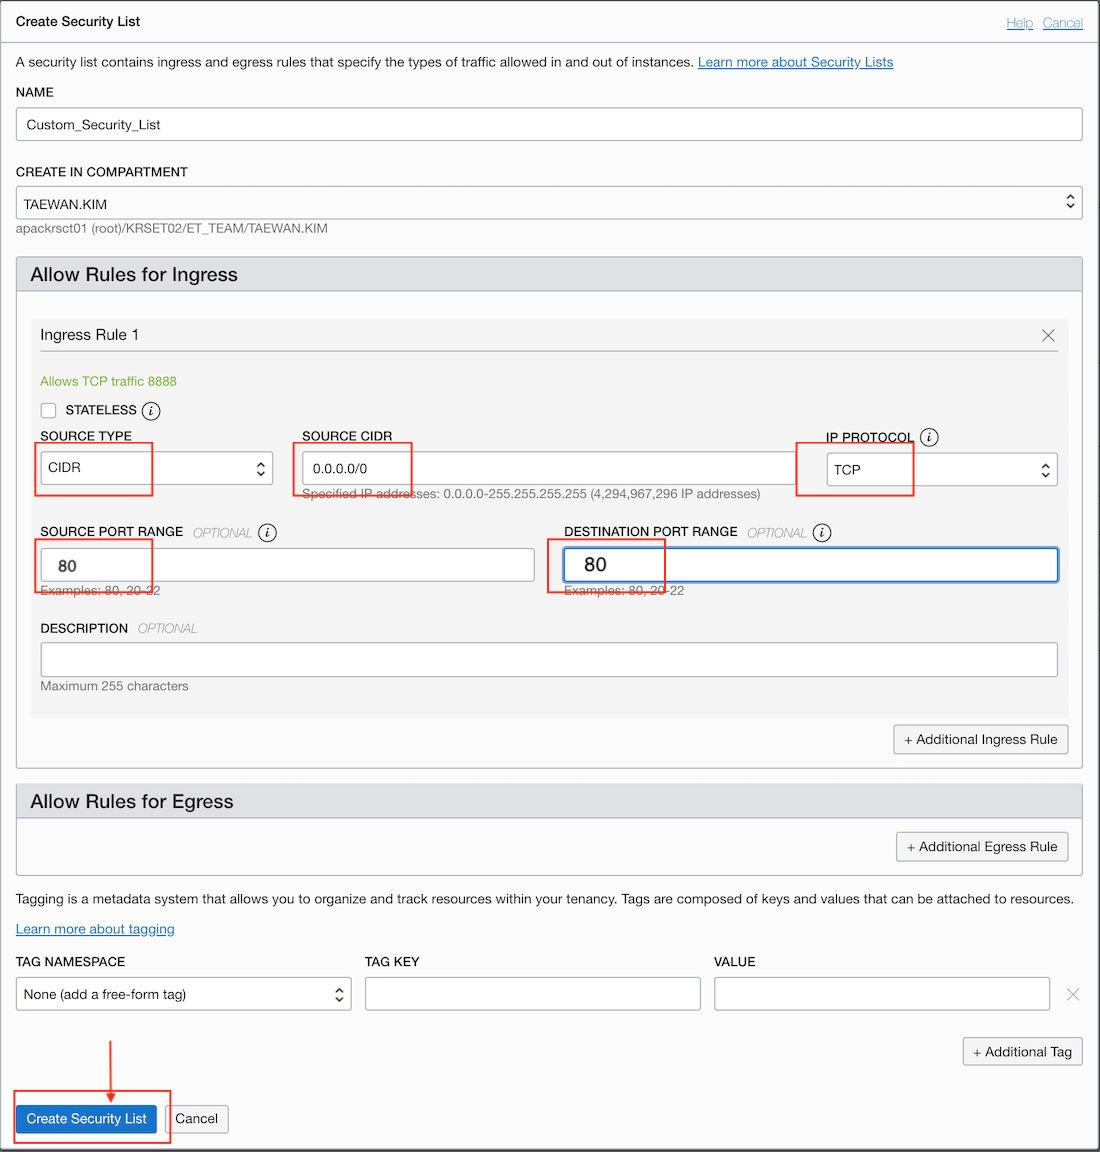 Create Security List
Help Cancel
A security list contains ingress and egress rules that specify the types of traffic allowed in and out of instances. Learn more about Security Lists
NAME
Custom_Security_List
CREATE IN COMPARTMENT
TAEWAN.KIM
apackrsct01 (root)/KRSET02/ET_TEAM/TAEWAN.KIM
Allow Rules for Ingress
Ingress Rule 1
Allows TCP traffic 8888
STATELESS i
SOURCE TYPE SOURCE CIDR IP PROTOCOL i
CIDR 0.0.0.0/0 TCP
Specified IP addresses: 0.0.0.0-255.255.255.255 (4,294,967,296 IP addresses)
SOURCE PORT RANGE OPTIONAL i DESTINATION PORT RANGE OPTIONAL i
80 80
Examples: 80, 20-22 Examples: 80, 20-22
DESCRIPTION OPTIONAL
Maximum 255 characters
+ Additional Ingress Rule
Allow Rules for Egress
+ Additional Egress Rule
Tagging is a metadata system that allows you to organize and track resources within your tenancy. Tags are composed of keys and values that can be attached to resources.
Learn more about tagging
TAG NAMESPACE TAG KEY VALUE
None (add a free-form tag)
+ Additional Tag
Create Security List Cancel